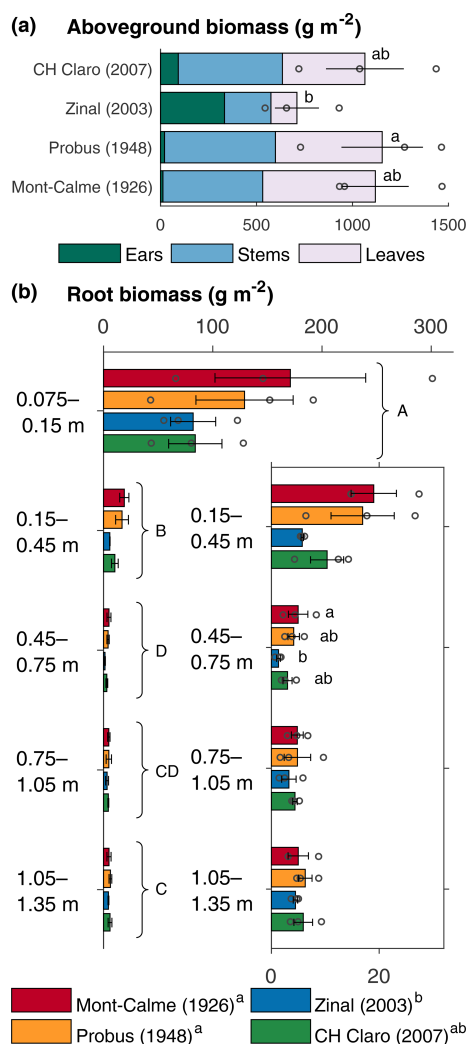 (a) Aboveground biomass (g m-2)
CH Claro (2007)
ab
Zinal (2003)
b
Probus (1948)
a
Mont-Calme (1926)
ab
0 500 1000 1500
Ears Stems Leaves
(b) Root biomass (g m-2)
0 100 200 300
0.075–
0.15 m
A
0.15–
0.45 m
B
0.15–
0.45 m
0.45–
0.75 m
D
0.45–
0.75 m
a
ab
b
ab
0.75–
1.05 m
CD
0.75–
1.05 m
1.05–
1.35 m
C
1.05–
1.35 m
0 20
Mont-Calme (1926)a Zinal (2003)b
Probus (1948)a CH Claro (2007)ab